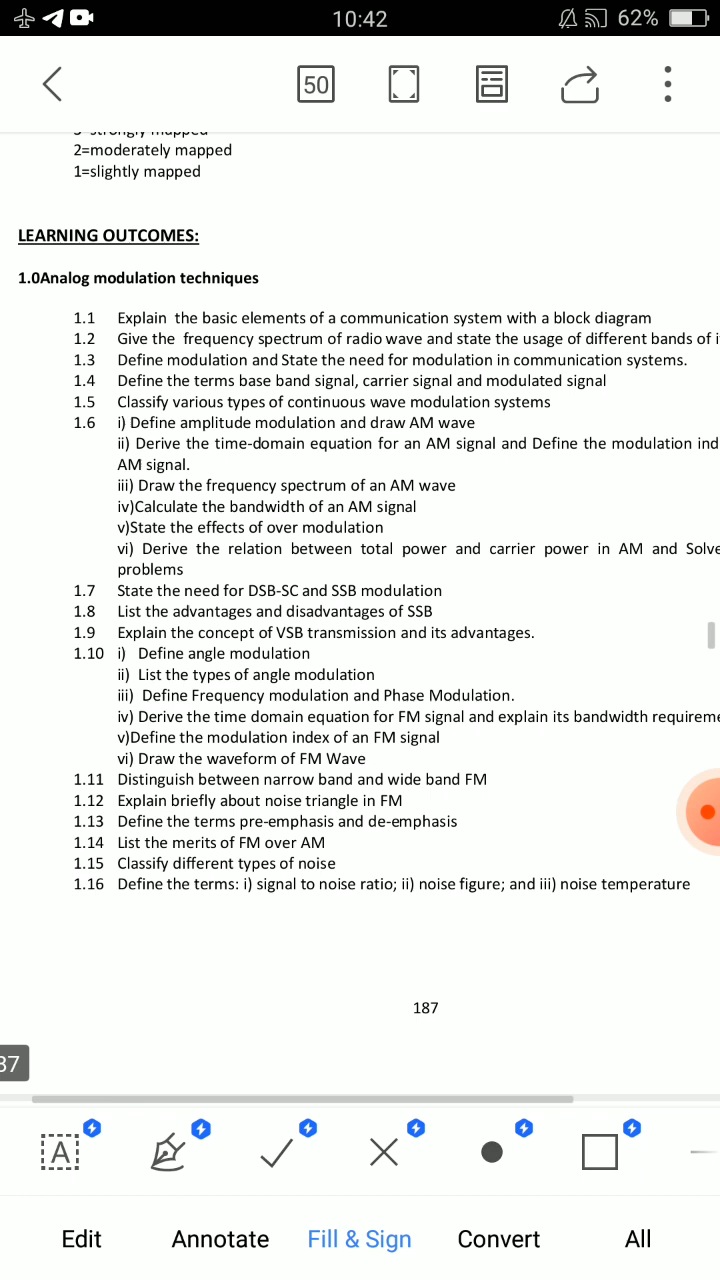 10:42
62%
50
2=moderately mapped
1=slightly mapped
LEARNING OUTCOMES:
1.0Analog modulation techniques
1.1 Explain the basic elements of a communication system with a block diagram
1.2 Give the frequency spectrum of radio wave and state the usage of different bands of i
1.3 Define modulation and State the need for modulation in communication systems.
1.4 Define the terms base band signal, carrier signal and modulated signal
1.5 Classify various types of continuous wave modulation systems
1.6 i) Define amplitude modulation and draw AM wave
ii) Derive the time-domain equation for an AM signal and Define the modulation ind
AM signal.
iii) Draw the frequency spectrum of an AM wave
iv)Calculate the bandwidth of an AM signal
v)State the effects of over modulation
vi) Derive the relation between total power and carrier power in AM and Solve
problems
1.7 State the need for DSB-SC and SSB modulation
1.8 List the advantages and disadvantages of SSB
1.9 Explain the concept of VSB transmission and its advantages.
1.10 i) Define angle modulation
ii) List the types of angle modulation
iii) Define Frequency modulation and Phase Modulation.
iv) Derive the time domain equation for FM signal and explain its bandwidth requireme
v)Define the modulation index of an FM signal
vi) Draw the waveform of FM Wave
1.11 Distinguish between narrow band and wide band FM
1.12 Explain briefly about noise triangle in FM
1.13 Define the terms pre-emphasis and de-emphasis
1.14 List the merits of FM over AM
1.15 Classify different types of noise
1.16 Define the terms: i) signal to noise ratio; ii) noise figure; and iii) noise temperature
187
37
A
Edit Annotate Fill & Sign Convert All